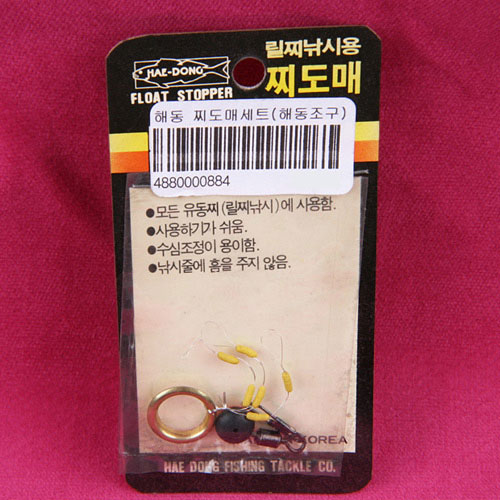 HAE-DONG
FLOAT STOPPER
릴찌낚시용
찌도매
해동 찌도매세트(해동조구)
4880000884
●모든 유동찌(릴찌낚시)에 사용함.
●사용하기가 쉬움.
●수심조정이 용이함.
●낚시줄에 흠을 주지 않음.
KOREA
HAE DONG FISHING TACKLE CO.